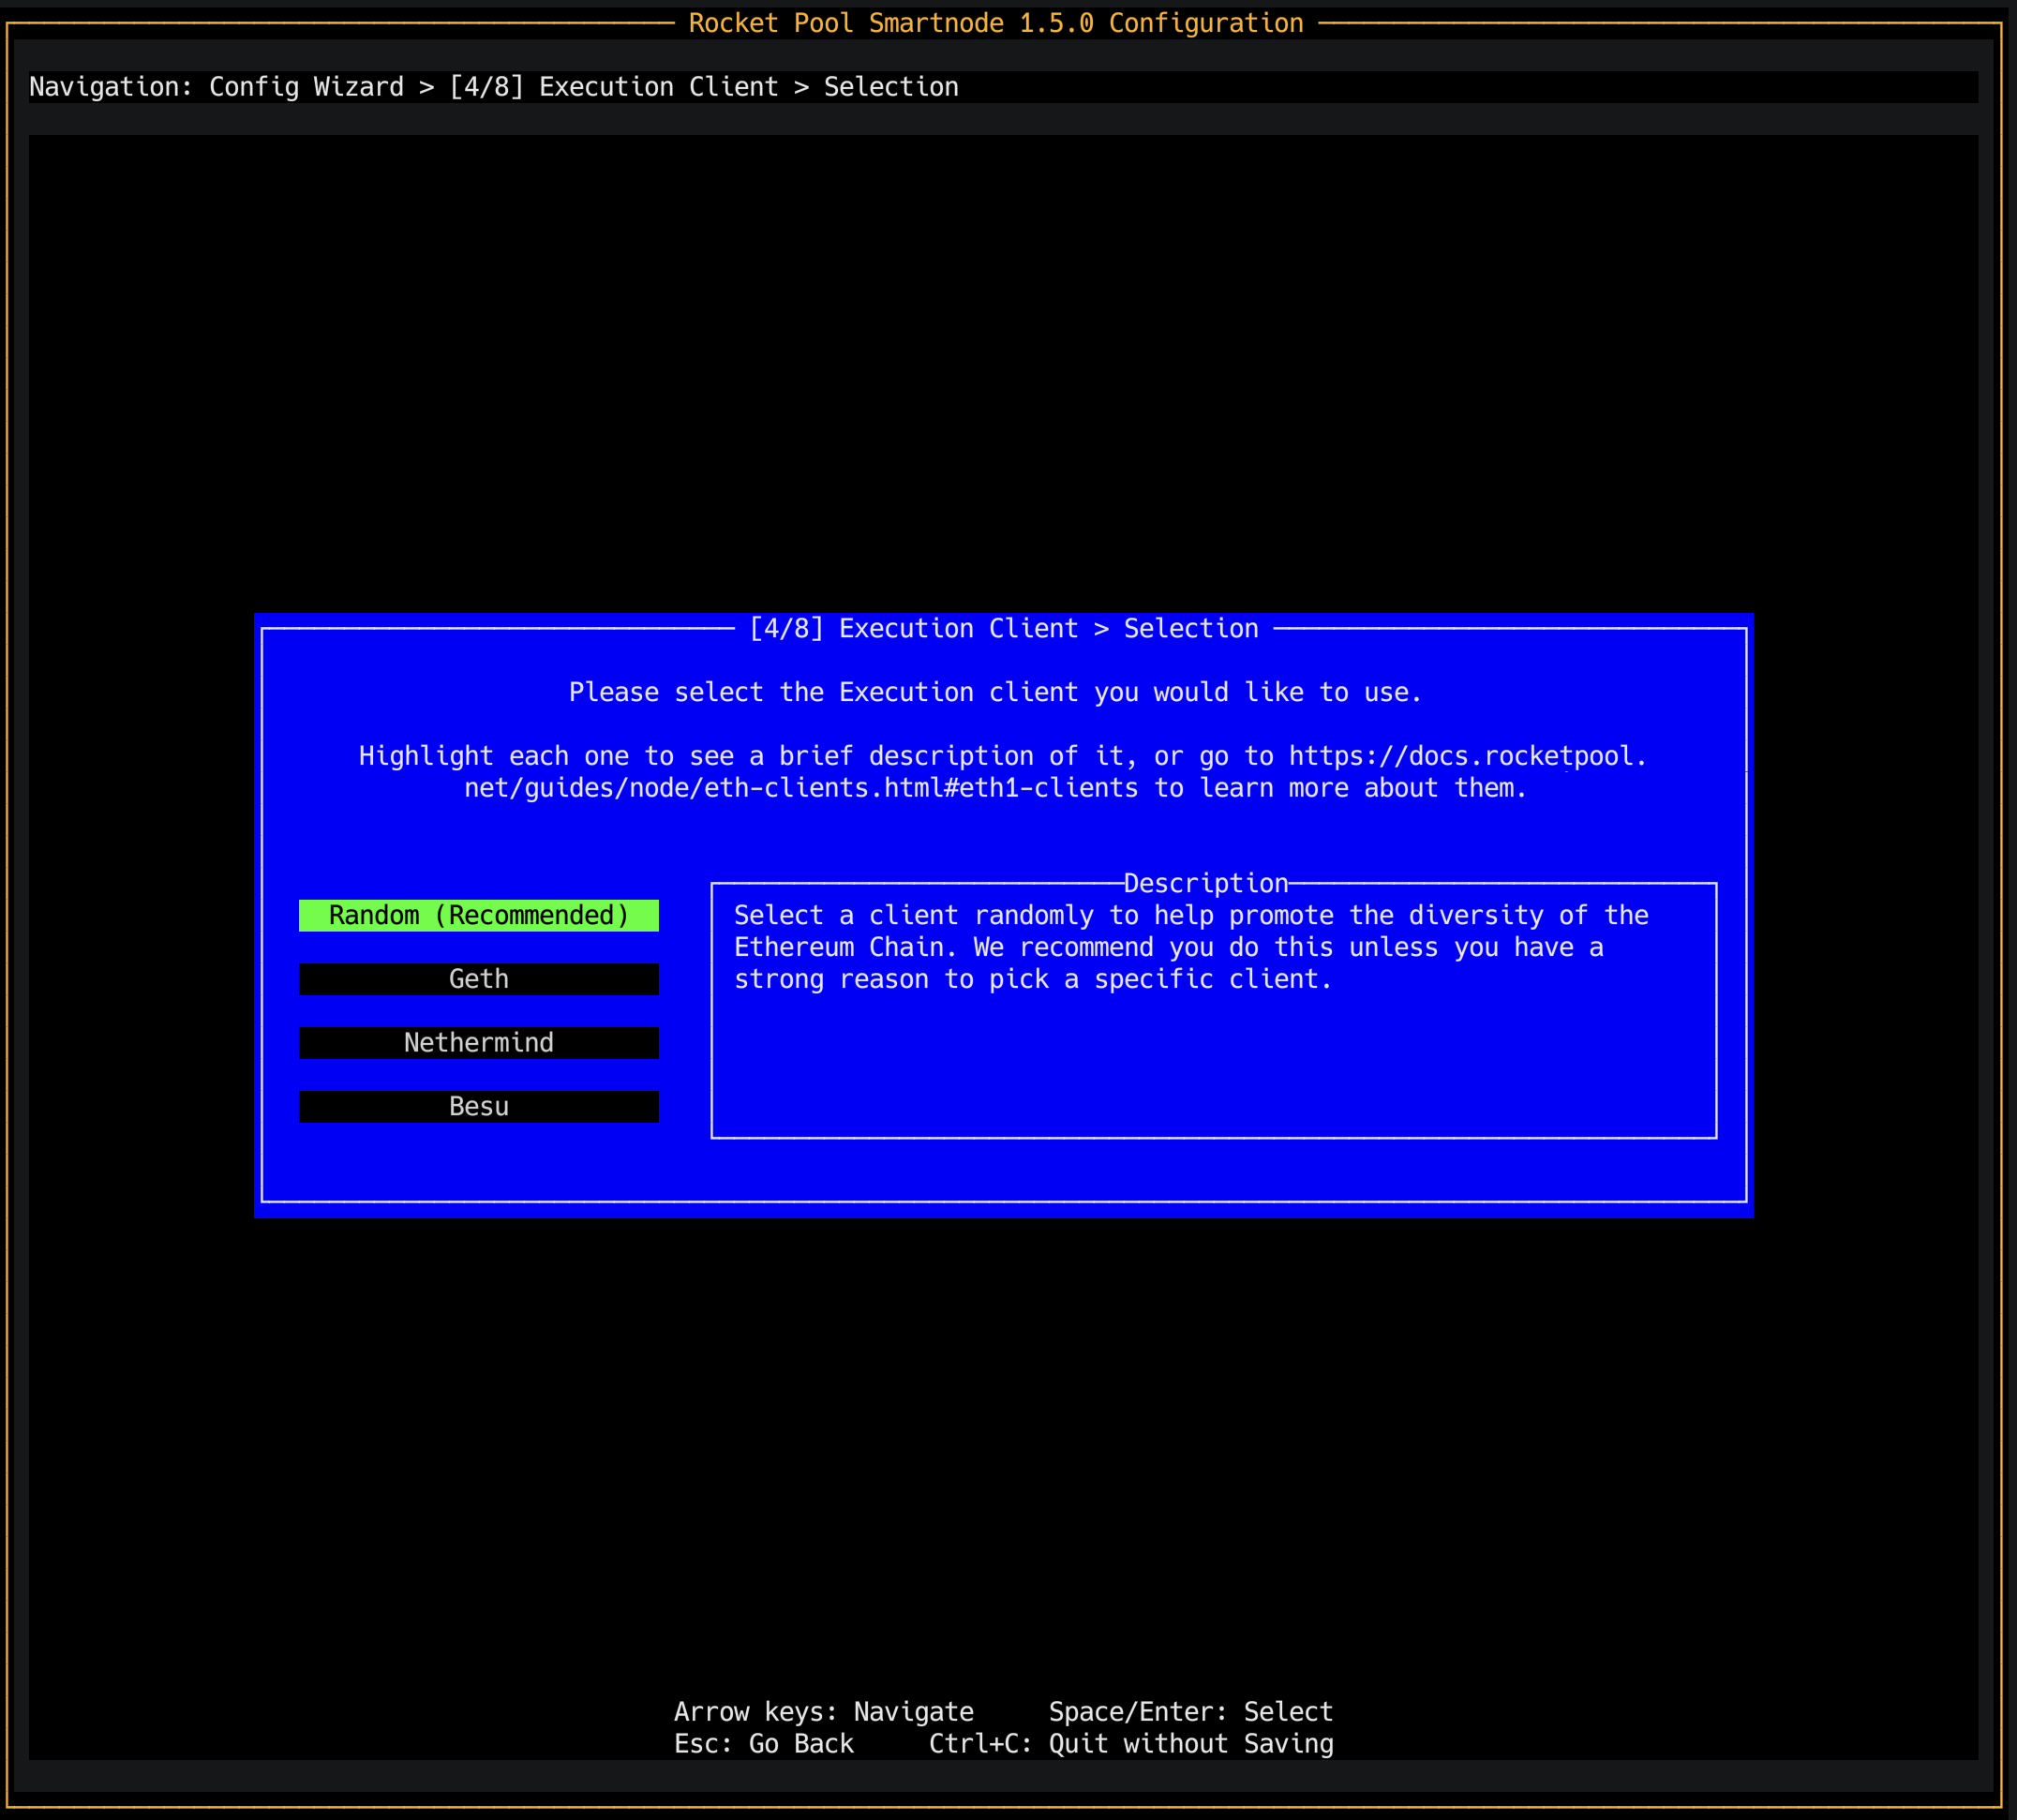 Rocket Pool Smartnode 1.5.0 Configuration
Navigation: Config Wizard > [4/8] Execution Client > Selection
[4/8] Execution Client > Selection
Please select the Execution client you would like to use.
Highlight each one to see a brief description of it, or go to https://docs.rocketpool.
net/guides/node/eth-clients.html#eth1-clients to learn more about them.
Random (Recommended)
Geth
Nethermind
Besu
Description
Select a client randomly to help promote the diversity of the
Ethereum Chain. We recommend you do this unless you have a
strong reason to pick a specific client.
Arrow keys: Navigate     Space/Enter: Select
Esc: Go Back     Ctrl+C: Quit without Saving